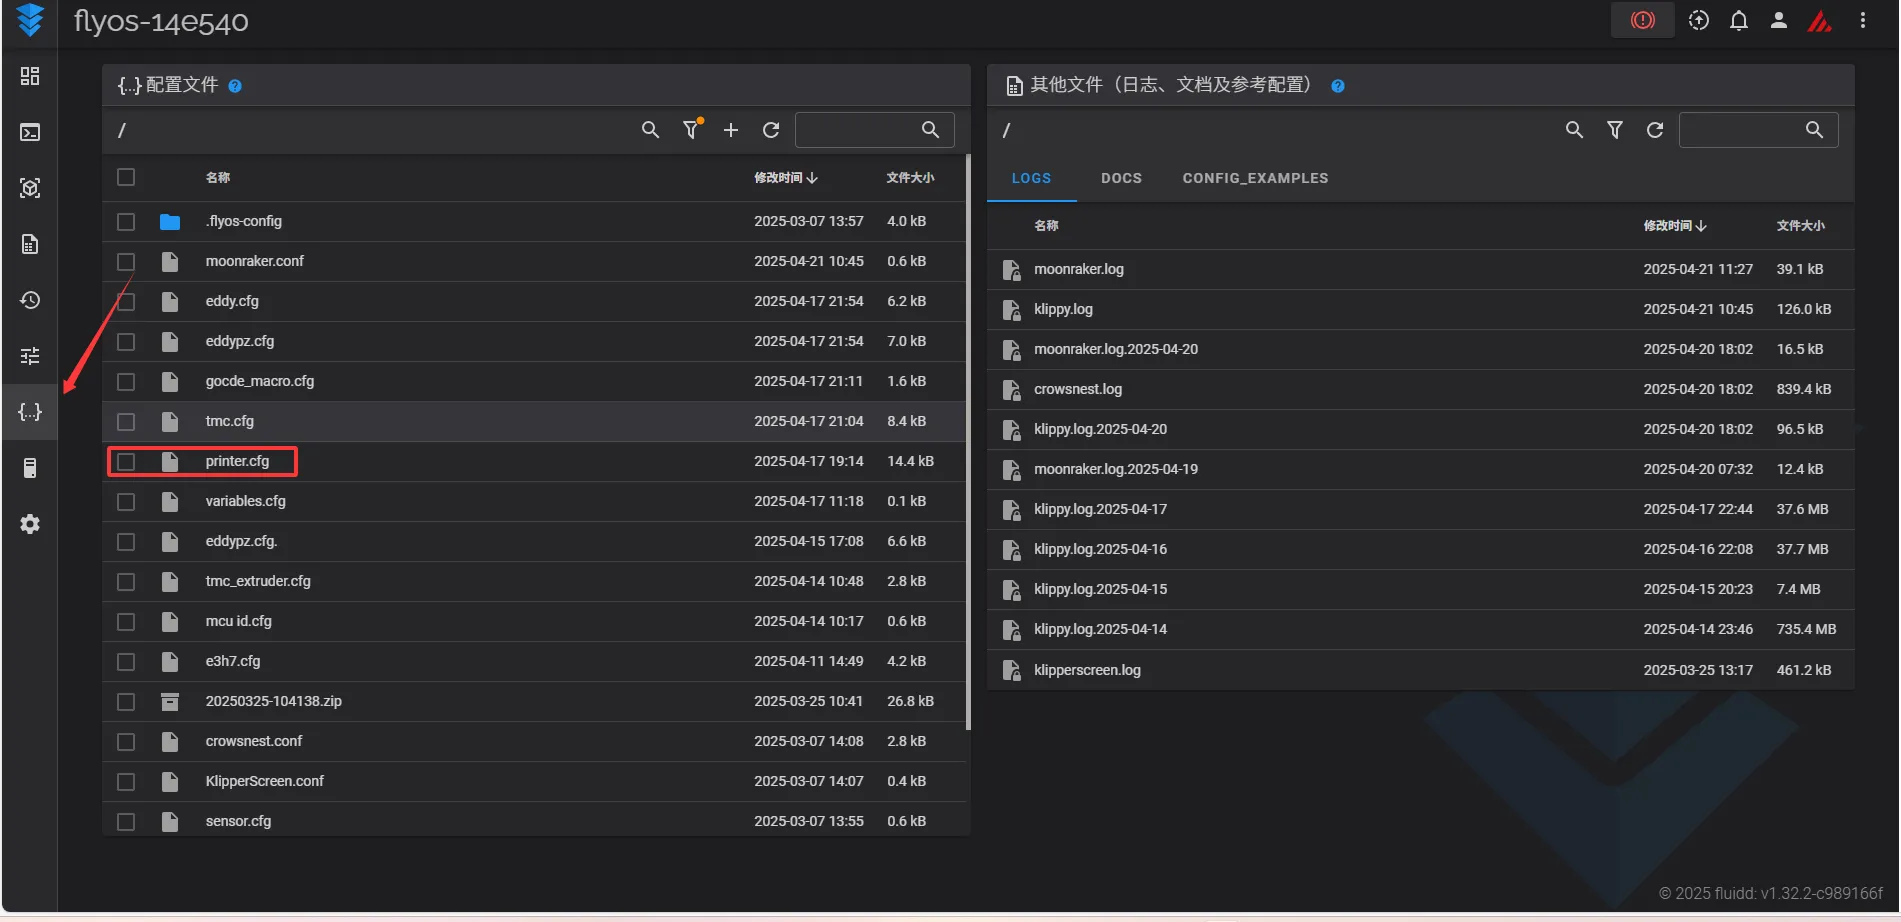 flyos-14e540
{...} 配置文件
/
名称 修改时间 文件大小
.flyos-config 2025-03-07 13:57 4.0 kB
moonraker.conf 2025-04-21 10:45 0.6 kB
eddy.cfg 2025-04-17 21:54 6.2 kB
eddypz.cfg 2025-04-17 21:54 7.0 kB
gocde_macro.cfg 2025-04-17 21:11 1.6 kB
tmc.cfg 2025-04-17 21:04 8.4 kB
printer.cfg 2025-04-17 19:14 14.4 kB
variables.cfg 2025-04-17 11:18 0.1 kB
eddypz.cfg. 2025-04-15 17:08 6.6 kB
tmc_extruder.cfg 2025-04-14 10:48 2.8 kB
mcu id.cfg 2025-04-14 10:17 0.6 kB
e3h7.cfg 2025-04-11 14:49 4.2 kB
20250325-104138.zip 2025-03-25 10:41 26.8 kB
crowsnest.conf 2025-03-07 14:08 2.8 kB
KlipperScreen.conf 2025-03-07 14:07 0.4 kB
sensor.cfg 2025-03-07 13:55 0.6 kB
其他文件（日志、文档及参考配置）
/
LOGS DOCS CONFIG_EXAMPLES
名称 修改时间 文件大小
moonraker.log 2025-04-21 11:27 39.1 kB
klippy.log 2025-04-21 10:45 126.0 kB
moonraker.log.2025-04-20 2025-04-20 18:02 16.5 kB
crowsnest.log 2025-04-20 18:02 839.4 kB
klippy.log.2025-04-20 2025-04-20 18:02 96.5 kB
moonraker.log.2025-04-19 2025-04-20 07:32 12.4 kB
klippy.log.2025-04-17 2025-04-17 22:44 37.6 MB
klippy.log.2025-04-16 2025-04-16 22:08 37.7 MB
klippy.log.2025-04-15 2025-04-15 20:23 7.4 MB
klippy.log.2025-04-14 2025-04-14 23:46 735.4 MB
klipperscreen.log 2025-03-25 13:17 461.2 kB
© 2025 fluidd: v1.32.2-c989166f